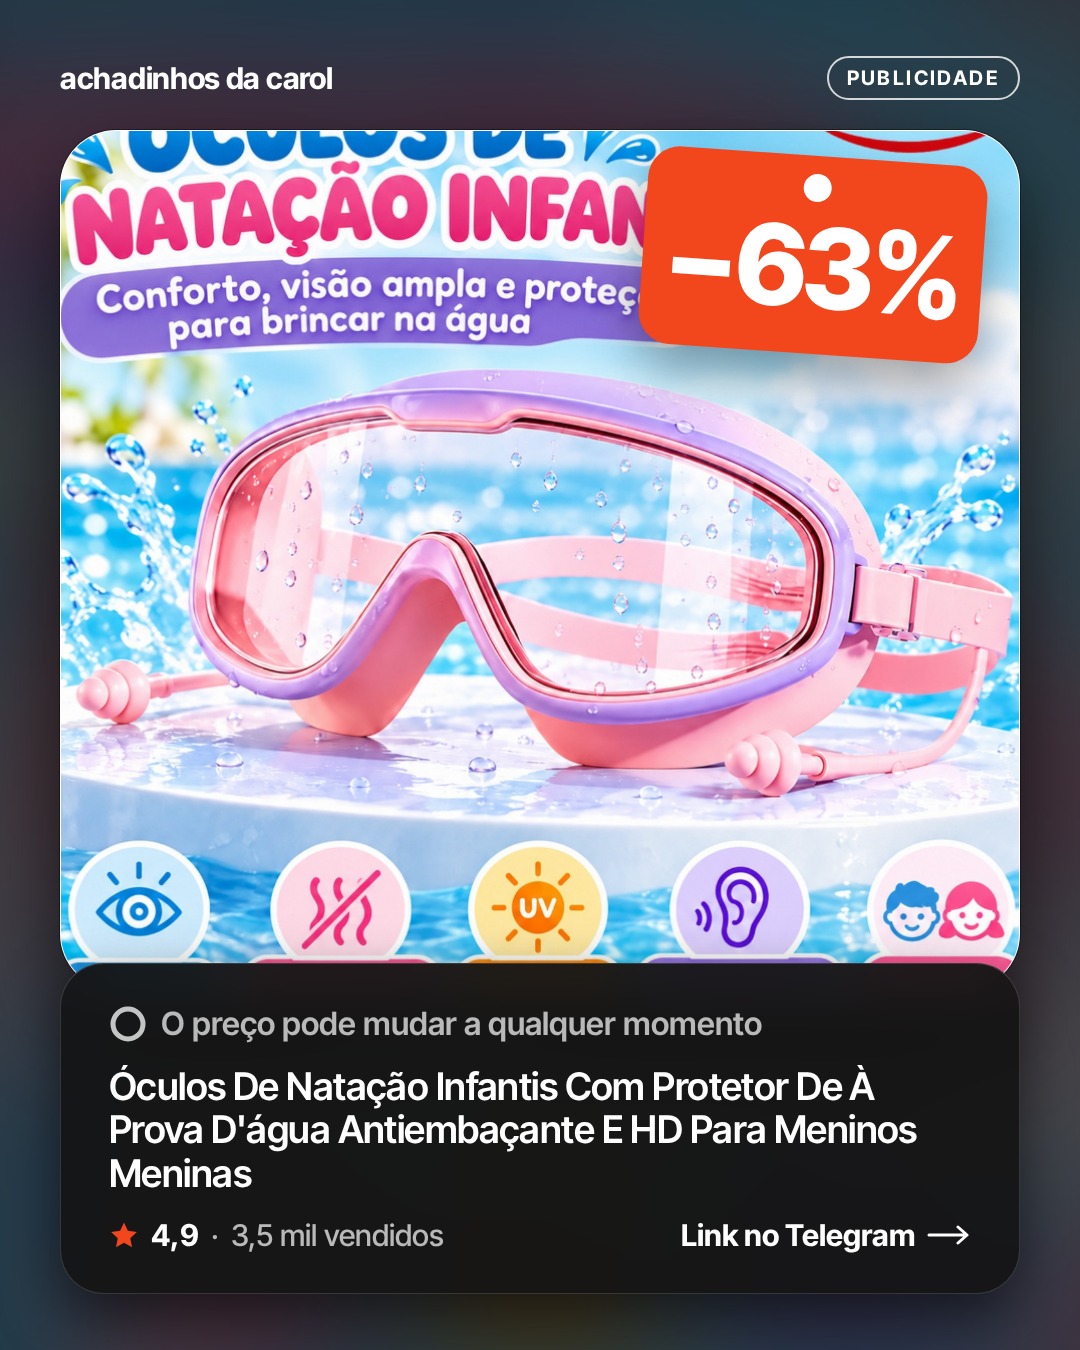 achadinhos da carol
PUBLICIDADE
ÓCULOS DE
NATAÇÃO
−63%
Conforto, visão ampla e
para brincar na água
UV
O preço pode mudar a qualquer momento
Óculos De Natação Infantis Com Protetor De À
Prova D'água Antiembaçante E HD Para Meninos
Meninas
4,9 · 3,5 mil vendidos
Link no Telegram →